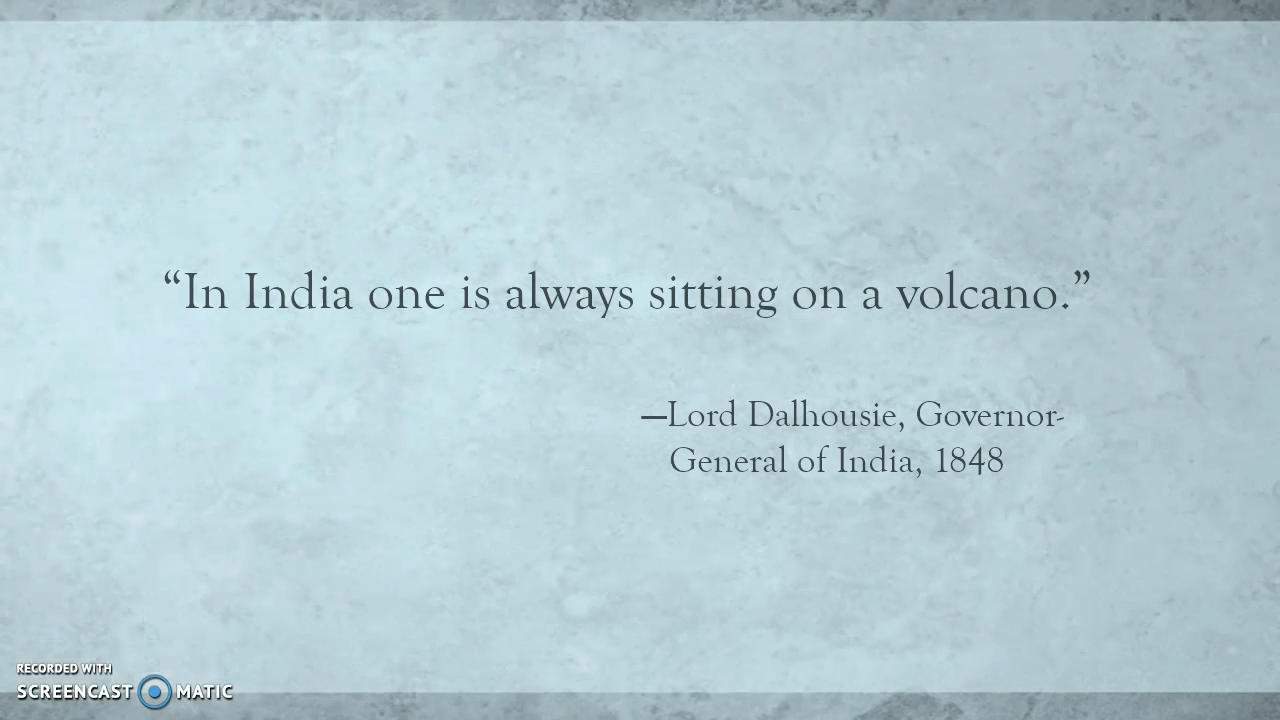 “In India one is always sitting on a volcano.”
—Lord Dalhousie, Governor-
General of India, 1848
RECORDED WITH
SCREENCAST MATIC